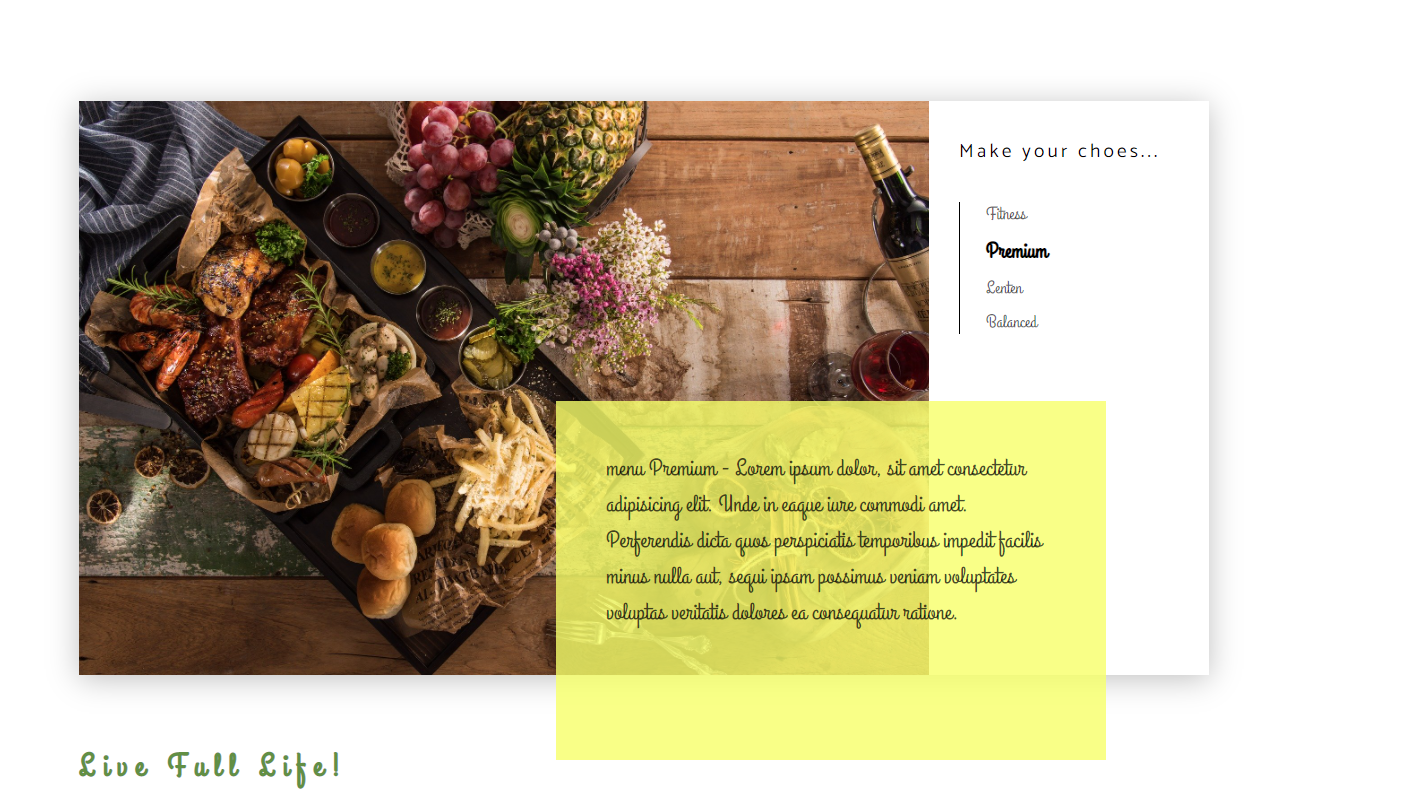 Make your choes...
Fitness
Premium
Lenten
Balanced
menu Premium - Lorem ipsum dolor, sit amet consectetur
adipisicing elit. Unde in eaque iure commodi amet.
Perferendis dicta quos perspiciatis temporibus impedit facilis
minus nulla aut, sequi ipsam possimus veniam voluptates
voluptas veritatis dolores ea consequatur ratione.
Live Full Life!